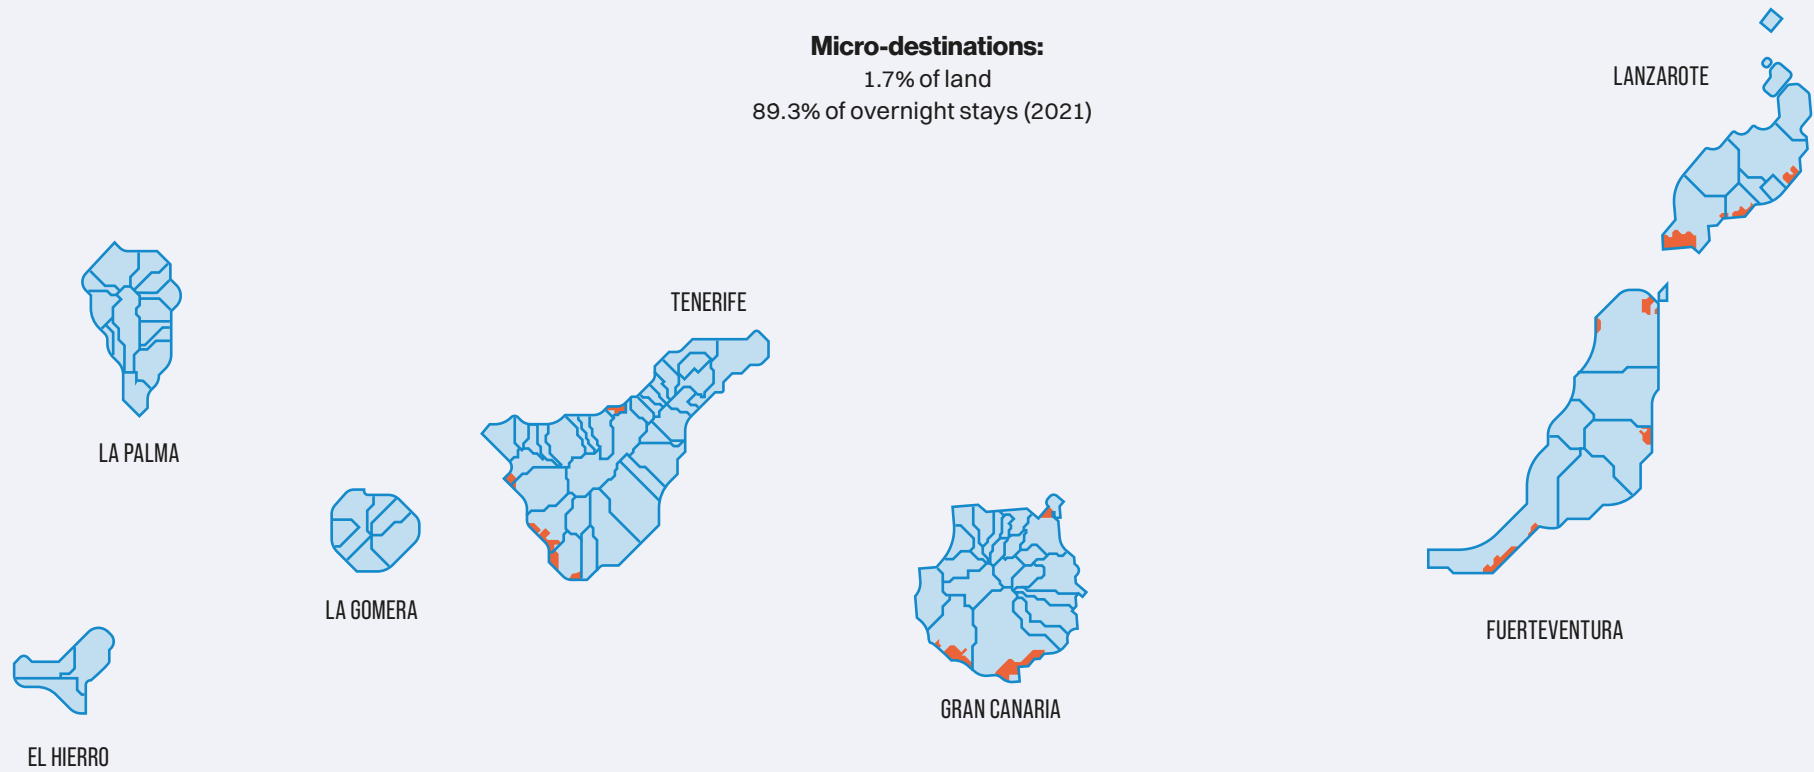 Micro-destinations:
1.7% of land
89.3% of overnight stays (2021)
LANZAROTE
TENERIFE
LA PALMA
LA GOMERA
FUERTEVENTURA
GRAN CANARIA
EL HIERRO